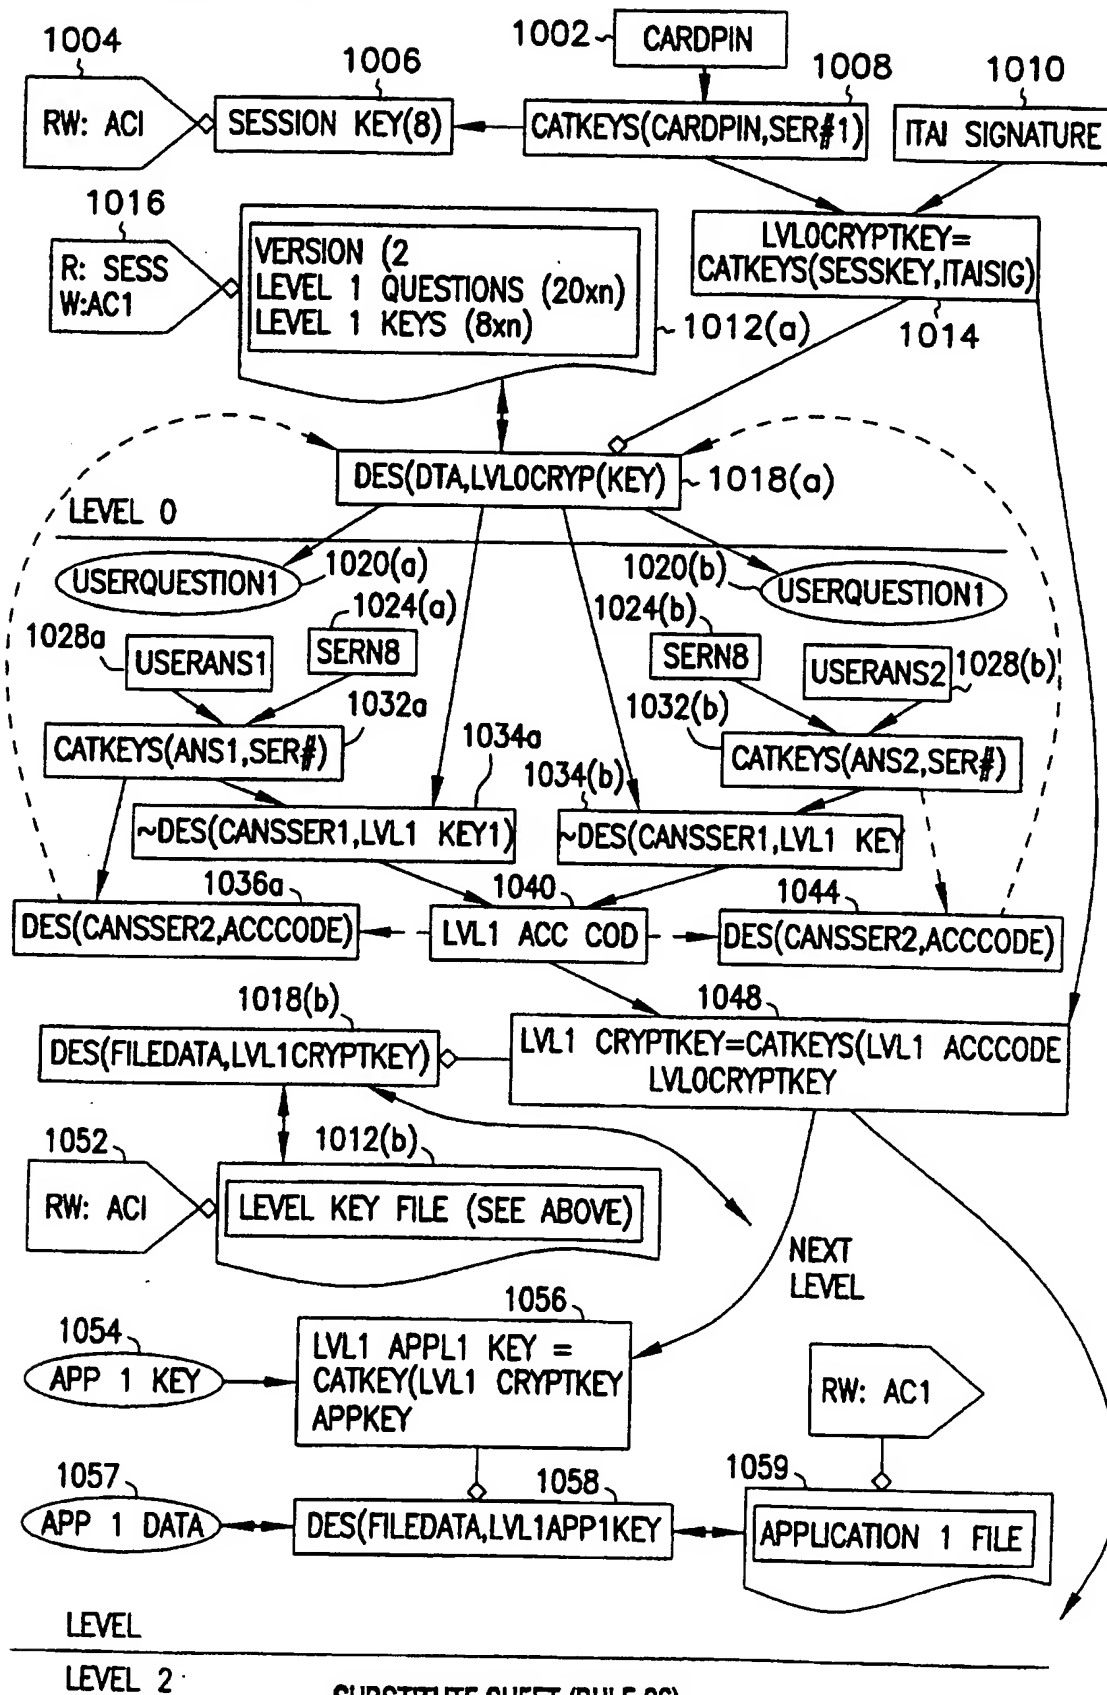 1002
CARDPIN
1004
1006
1008
1010
RW: ACI
SESSION KEY(8)
CATKEYS(CARDPIN,SER#1)
ITAI SIGNATURE
1016
R: SESS
W:AC1
VERSION (2
LEVEL 1 QUESTIONS (20xn)
LEVEL 1 KEYS (8xn)
1012(a)
LVLOCRYPTKEY=
CATKEYS(SESSKEY,ITAISIG)
1014
DES(DTA,LVLOCRYP(KEY)
1018(a)
LEVEL 0
USERQUESTION1
1020(a)
1020(b)
USERQUESTION1
1024(a)
1024(b)
1028a
USERANS1
SERN8
SERN8
USERANS2
1028(b)
1032a
1032(b)
CATKEYS(ANS1,SER#)
1034a
1034(b)
CATKEYS(ANS2,SER#)
~DES(CANSSER1,LVL1 KEY1)
~DES(CANSSER1,LVL1 KEY
1036a
1040
1044
DES(CANSSER2,ACCCODE)
LVL1 ACC COD
DES(CANSSER2,ACCCODE)
1018(b)
1048
DES(FILEDATA,LVL1CRYPTKEY)
LVL1 CRYPTKEY=CATKEYS(LVL1 ACCCODE
LVLOCRYPTKEY
1052
1012(b)
RW: ACI
LEVEL KEY FILE (SEE ABOVE)
NEXT
LEVEL
1056
1054
APP 1 KEY
LVL1 APPL1 KEY =
CATKEY(LVL1 CRYPTKEY
APPKEY
RW: AC1
1057
1058
1059
APP 1 DATA
DES(FILEDATA,LVL1APP1KEY
APPLICATION 1 FILE
LEVEL
LEVEL 2